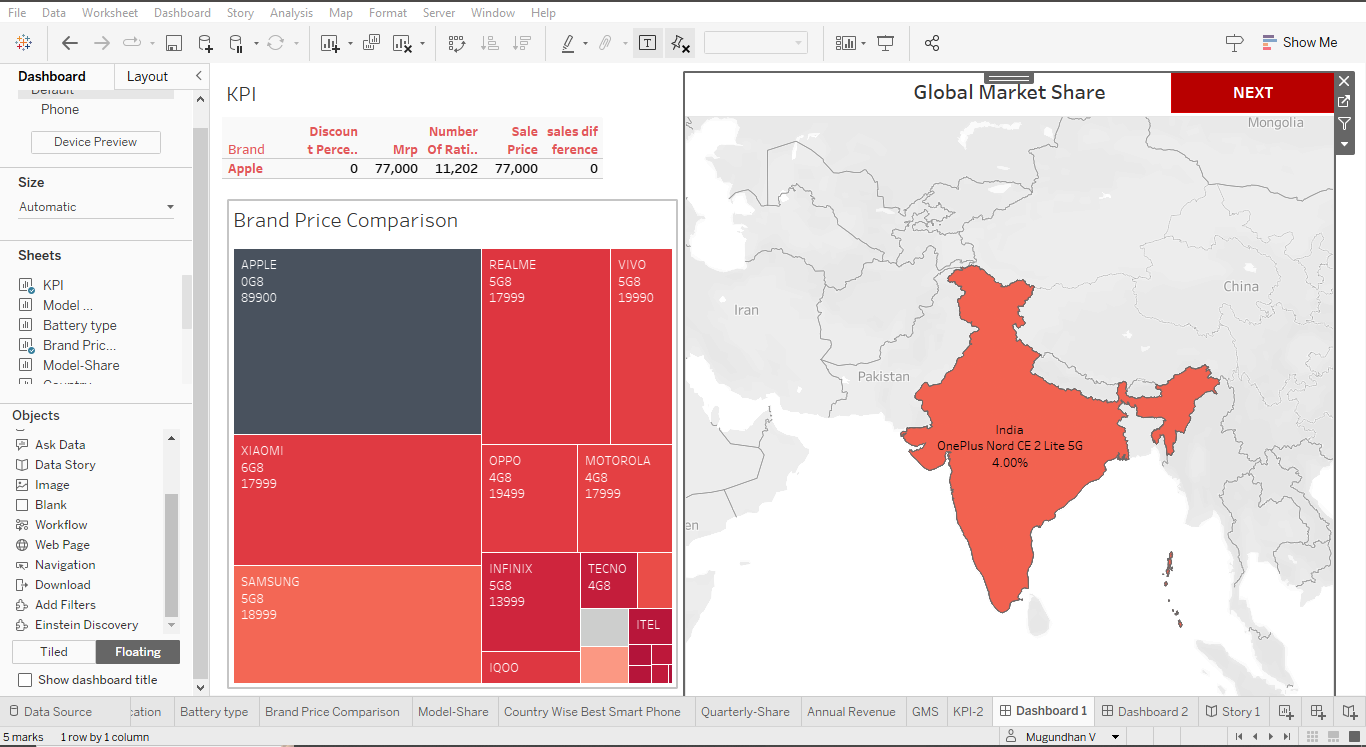 File Data Worksheet Dashboard Story Analysis Map Format Server Window Help
Show Me
Dashboard Layout
Default
Phone
Device Preview
Size
Automatic
Sheets
KPI
Model ...
Battery type
Brand Pric...
Model-Share
Country
Objects
Ask Data
Data Story
Image
Blank
Workflow
Web Page
Navigation
Download
Add Filters
Einstein Discovery
Tiled Floating
Show dashboard title
KPI
Discoun Number Sale sales dif
Brand t Perce.. Mrp Of Rati.. Price ference
Apple 0 77,000 11,202 77,000 0
Brand Price Comparison
APPLE
0G8
89900
REALME
5G8
17999
VIVO
5G8
19990
XIAOMI
6G8
17999
OPPO
4G8
19499
MOTOROLA
4G8
17999
SAMSUNG
5G8
18999
INFINIX
5G8
13999
TECNO
4G8
ITEL
IQOO
Global Market Share
NEXT
Mongolia
China
Iran
Pakistan
India
OnePlus Nord CE 2 Lite 5G
4.00%
en
Data Source cation Battery type Brand Price Comparison Model-Share Country Wise Best Smart Phone Quarterly-Share Annual Revenue GMS KPI-2 Dashboard 1 Dashboard 2 Story 1
5 marks 1 row by 1 column Mugundhan V